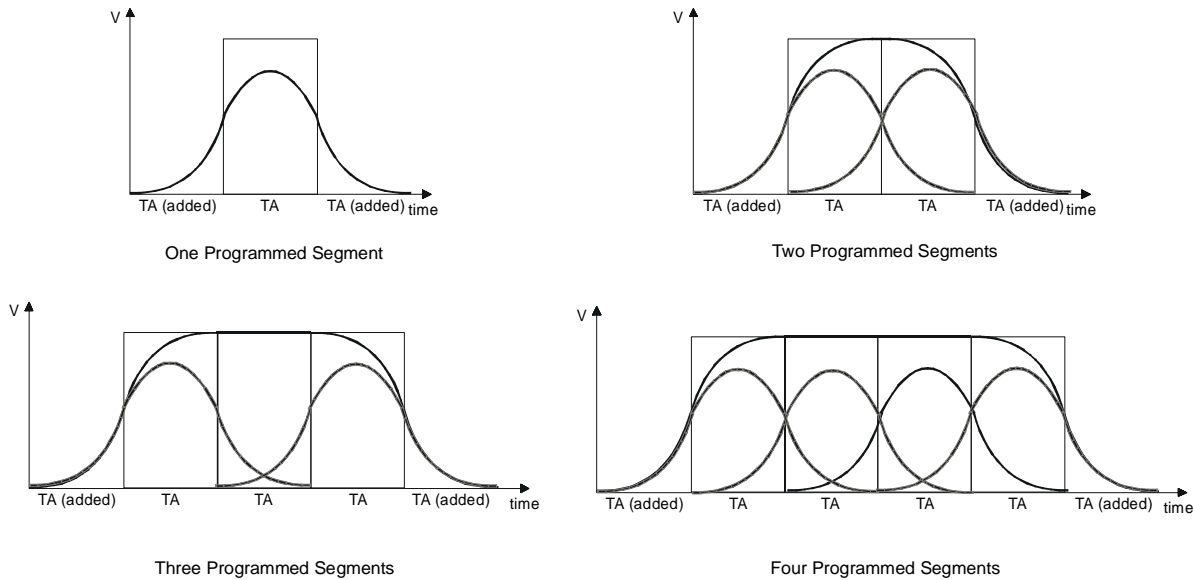 V
TA (added) TA TA (added) time
One Programmed Segment
V
TA (added) TA TA TA (added) time
Two Programmed Segments
V
TA (added) TA TA TA TA (added) time
Three Programmed Segments
V
TA (added) TA TA TA TA TA (added) time
Four Programmed Segments